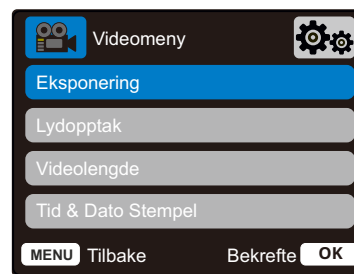 Videomeny
Eksponering
Lydopptak
Videolengde
Tid & Dato Stempel
MENU Tilbake Bekrefte OK